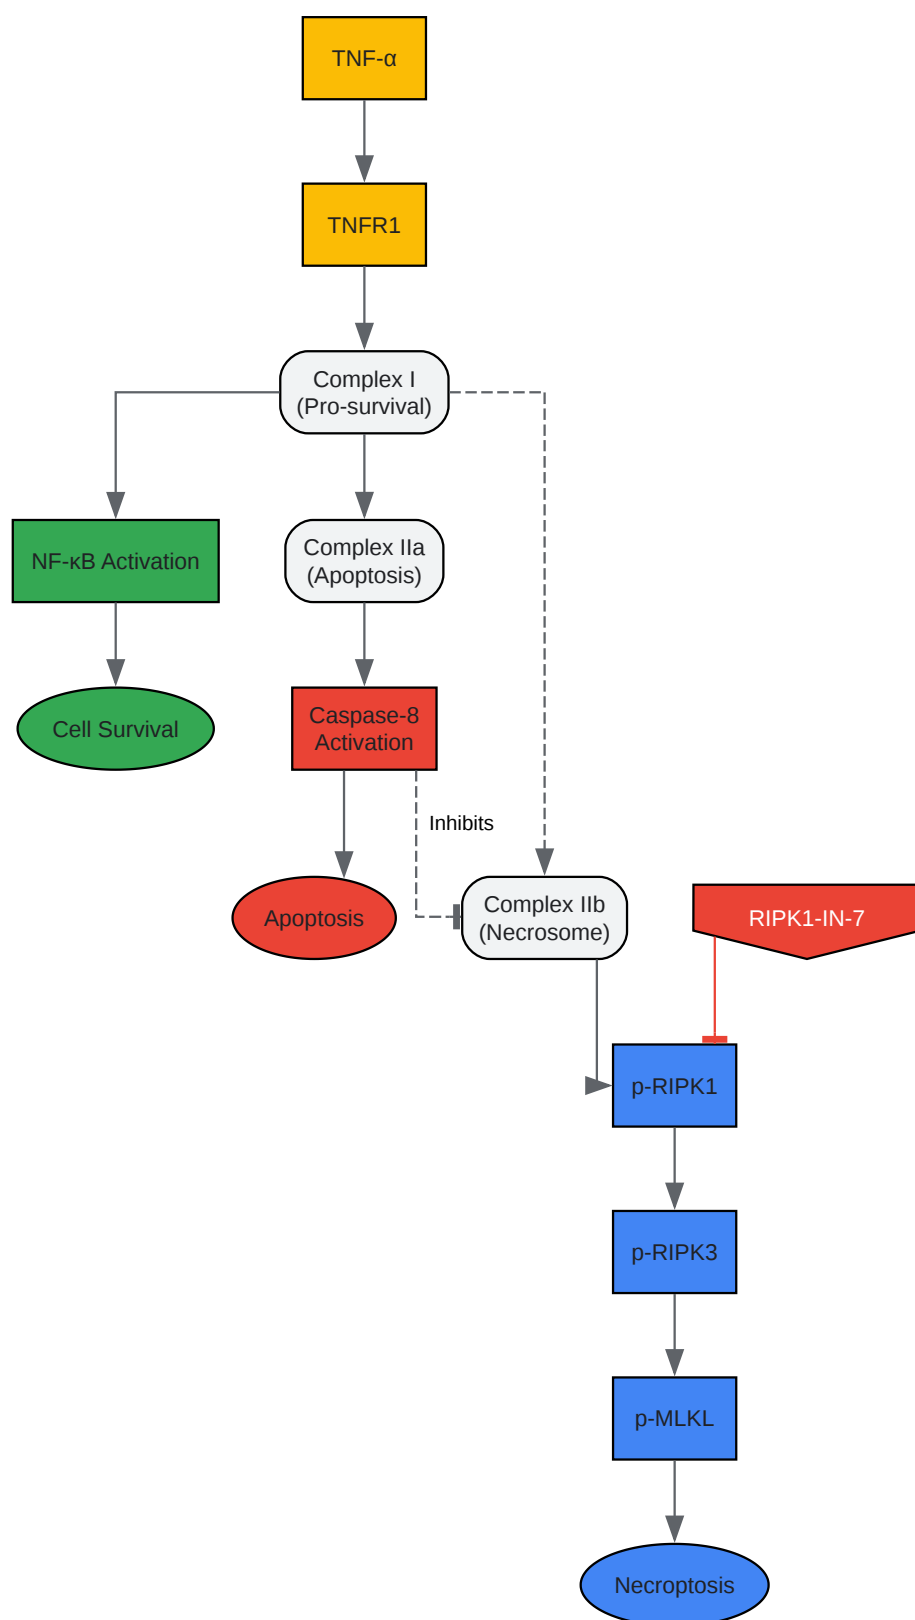 TNF-α
TNFR1
Complex I
(Pro-survival)
NF-κB Activation
Complex IIa
(Apoptosis)
Cell Survival
Caspase-8
Activation
Inhibits
Apoptosis
Complex IIb
(Necrosome)
RIPK1-IN-7
p-RIPK1
p-RIPK3
p-MLKL
Necroptosis